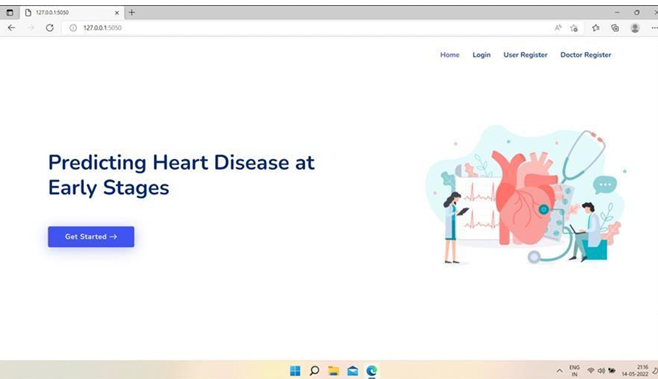 127.0.0.1:5050
127.0.0.1:5050
Home Login User Register Doctor Register
Predicting Heart Disease at
Early Stages
Get Started →
ENG
IN
21:16
14-05-2022